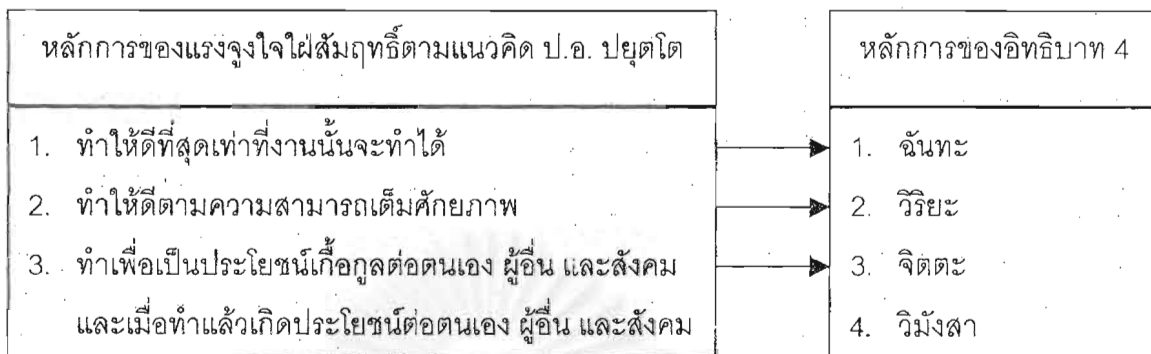 หลักการของแรงจูงใจใฝ่สัมฤทธิ์ตามแนวคิด ป.อ. ปยุตโต
1. ทำให้ดีที่สุดเท่าที่งานนั้นจะทำได้
2. ทำให้ดีตามความสามารถเต็มศักยภาพ
3. ทำเพื่อเป็นประโยชน์เกื้อกูลต่อตนเอง ผู้อื่น และสังคม
และเมื่อทำแล้วเกิดประโยชน์ต่อตนเอง ผู้อื่น และสังคม
หลักการของอิทธิบาท 4
1. ฉันทะ
2. วิริยะ
3. จิตตะ
4. วิมังสา